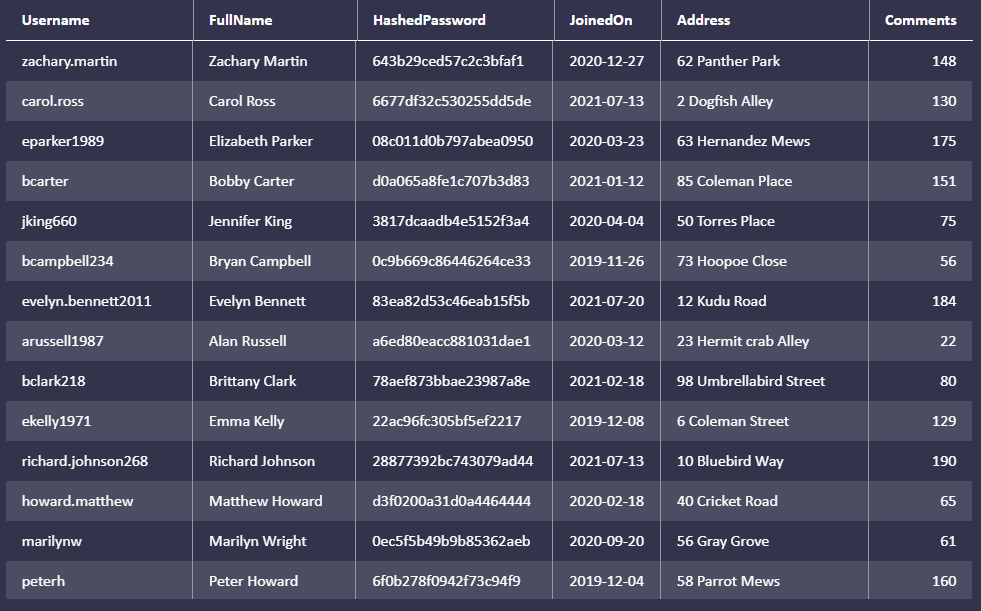 Username FullName HashedPassword JoinedOn Address Comments
zachary.martin Zachary Martin 643b29ced57c2c3bfaf1 2020-12-27 62 Panther Park 148
carol.ross Carol Ross 6677df32c530255dd5de 2021-07-13 2 Dogfish Alley 130
eparker1989 Elizabeth Parker 08c011d0b797abea0950 2020-03-23 63 Hernandez Mews 175
bcarter Bobby Carter d0a065a8fe1c707b3d83 2021-01-12 85 Coleman Place 151
jking660 Jennifer King 3817dcaadb4e5152f3a4 2020-04-04 50 Torres Place 75
bcampbell234 Bryan Campbell 0c9b669c86446264ce33 2019-11-26 73 Hoopoe Close 56
evelyn.bennett2011 Evelyn Bennett 83ea82d53c46eab15f5b 2021-07-20 12 Kudu Road 184
arussell1987 Alan Russell a6ed80eacc881031dae1 2020-03-12 23 Hermit crab Alley 22
bclark218 Brittany Clark 78aef873bbae23987a8e 2021-02-18 98 Umbrellabird Street 80
ekelly1971 Emma Kelly 22ac96fc305bf5ef2217 2019-12-08 6 Coleman Street 129
richard.johnson268 Richard Johnson 28877392bc743079ad44 2021-07-13 10 Bluebird Way 190
howard.matthew Matthew Howard d3f0200a31d0a4464444 2020-02-18 40 Cricket Road 65
marilynw Marilyn Wright 0ec5f5b49b9b85362aeb 2020-09-20 56 Gray Grove 61
peterh Peter Howard 6f0b278f0942f73c94f9 2019-12-04 58 Parrot Mews 160